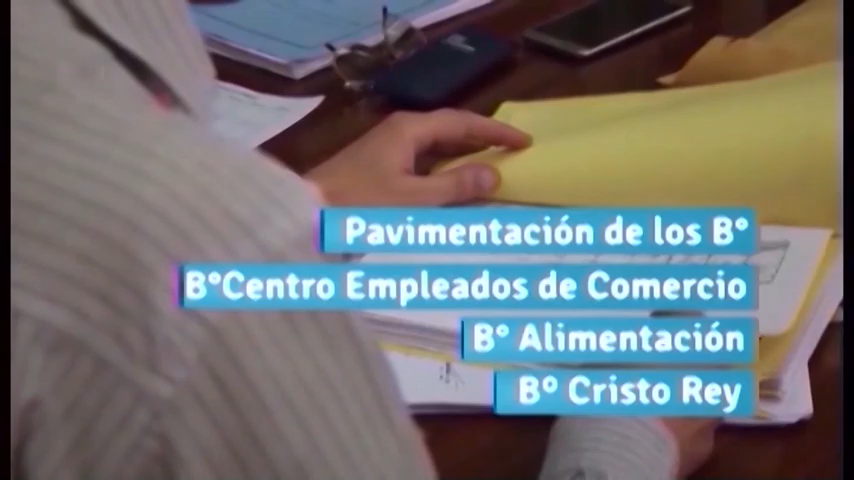 Pavimentación de los B°
B°Centro Empleados de Comercio
B° Alimentación
B° Cristo Rey